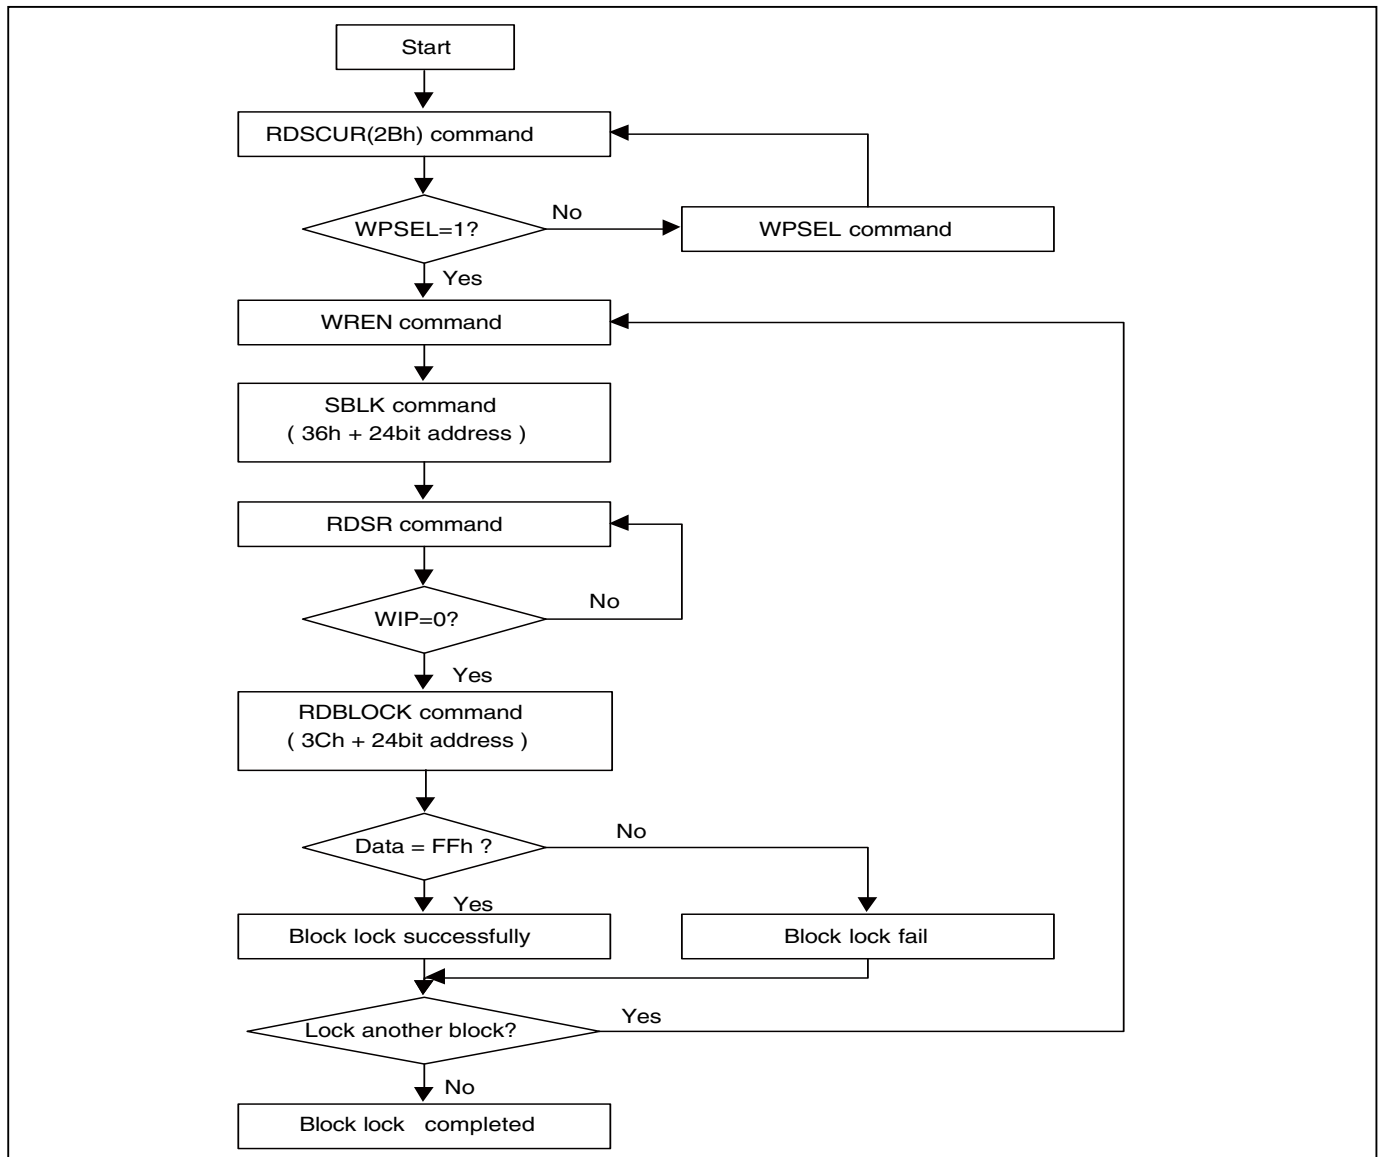 Start
RDSCUR(2Bh) command
WPSEL=1?
No
WPSEL command
Yes
WREN command
SBLK command
( 36h + 24bit address )
RDSR command
WIP=0?
No
Yes
RDBLOCK command
( 3Ch + 24bit address )
Data = FFh ?
No
Yes
Block lock successfully
Block lock fail
Lock another block?
Yes
No
Block lock completed